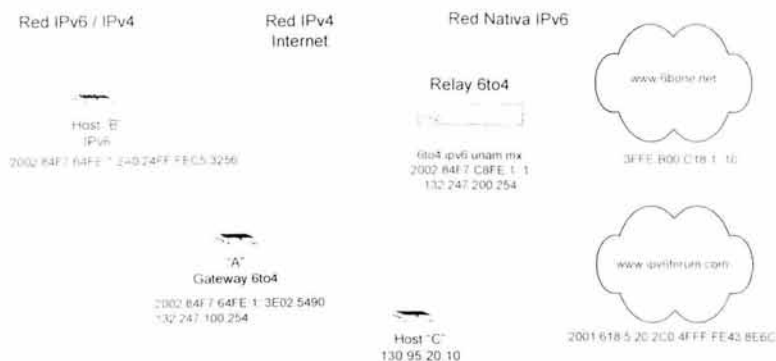 Red IPv6 / IPv4
Red IPv4
Internet
Red Nativa IPv6
www.6bone.net
3FFE:B00:C18:1::10
Relay 6to4
6to4.ipv6.unam.mx
2002:84F7:C8FE:1::1
132.247.200.254
Host "B"
IPv6
2002:84F7:64FE:1:240:24FF:FEC5:3256
"A"
Gateway 6to4
2002:84F7:64FE:1::3E02:5490
132.247.100.254
Host "C"
130.95.20.10
www.ipv6forum.com
2001:618:5:20:2C0:4FFF:FE43:8E6C